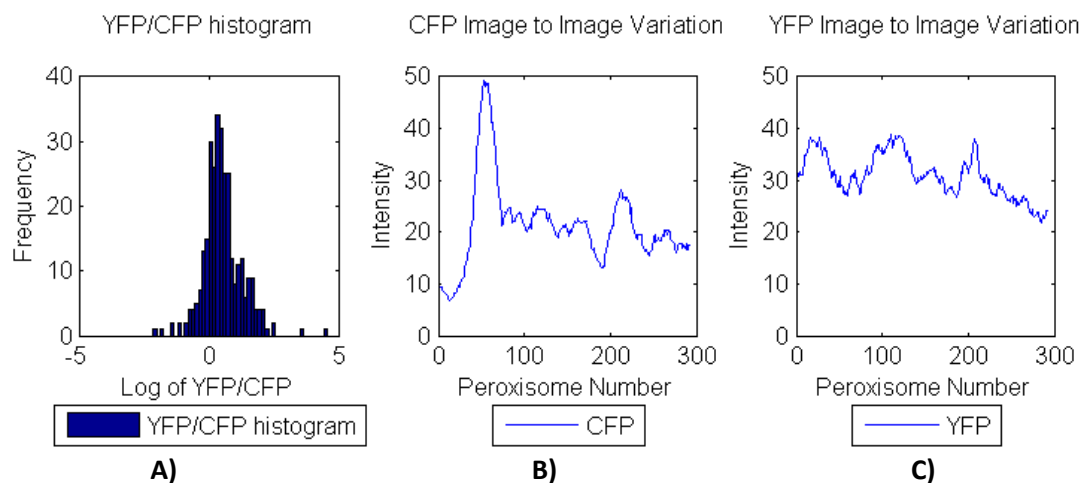 YFP/CFP histogram
CFP Image to Image Variation
YFP Image to Image Variation
40
30
20
10
0
Frequency
-5
0
5
Log of YFP/CFP
YFP/CFP histogram
A)
50
40
30
20
10
0
Intensity
0
100
200
300
Peroxisome Number
CFP
B)
50
40
30
20
10
0
Intensity
0
100
200
300
Peroxisome Number
YFP
C)